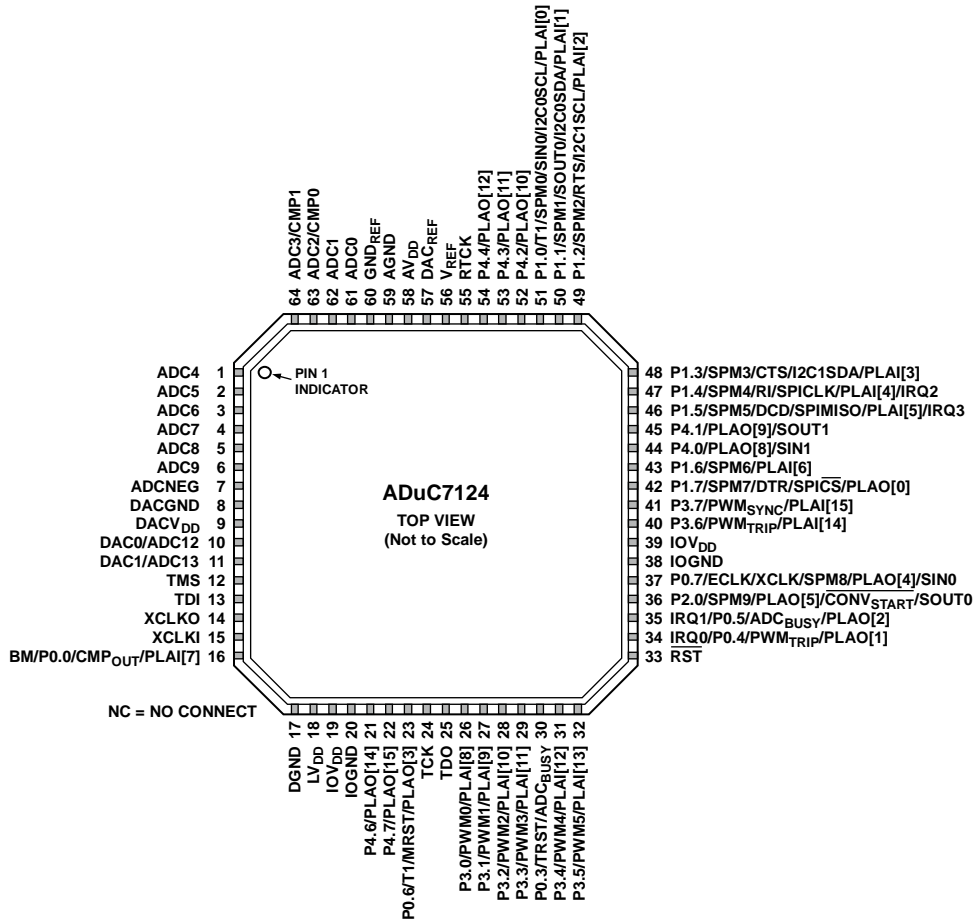 64 ADC3/CMP1
63 ADC2/CMP0
62 ADC1
61 ADC0
60 GNDREF
59 AGND
58 AVDD
57 DACREF
56 VREF
55 RTCK
54 P4.4/PLAO[12]
53 P4.3/PLAO[11]
52 P4.2/PLAO[10]
51 P1.0/T1/SPM0/SIN0/I2C0SCL/PLAI[0]
50 P1.1/SPM1/SOUT0/I2C0SDA/PLAI[1]
49 P1.2/SPM2/RTS/I2C1SCL/PLAI[2]
ADC4 1
ADC5 2
ADC6 3
ADC7 4
ADC8 5
ADC9 6
ADCNEG 7
DACGND 8
DACVDD 9
DAC0/ADC12 10
DAC1/ADC13 11
TMS 12
TDI 13
XCLKO 14
XCLKI 15
BM/P0.0/CMPOUT/PLAI[7] 16
PIN 1
INDICATOR
ADuC7124
TOP VIEW
(Not to Scale)
48 P1.3/SPM3/CTS/I2C1SDA/PLAI[3]
47 P1.4/SPM4/RI/SPICLK/PLAI[4]/IRQ2
46 P1.5/SPM5/DCD/SPIMISO/PLAI[5]/IRQ3
45 P4.1/PLAO[9]/SOUT1
44 P4.0/PLAO[8]/SIN1
43 P1.6/SPM6/PLAI[6]
42 P1.7/SPM7/DTR/SPICS/PLAO[0]
41 P3.7/PWMSYNC/PLAI[15]
40 P3.6/PWMTRIP/PLAI[14]
39 IOVDD
38 IOGND
37 P0.7/ECLK/XCLK/SPM8/PLAO[4]/SIN0
36 P2.0/SPM9/PLAO[5]/CONVSTART/SOUT0
35 IRQ1/P0.5/ADCBUSY/PLAO[2]
34 IRQ0/P0.4/PWMTRIP/PLAO[1]
33 RST
NC = NO CONNECT
DGND 17
LVDD 18
IOVDD 19
IOGND 20
P4.6/PLAO[14] 21
P4.7/PLAO[15] 22
P0.6/T1/MRST/PLAO[3] 23
TCK 24
TDO 25
P3.0/PWM0/PLAI[8] 26
P3.1/PWM1/PLAI[9] 27
P3.2/PWM2/PLAI[10] 28
P3.3/PWM3/PLAI[11] 29
P0.3/TRST/ADCBUSY 30
P3.4/PWM4/PLAI[12] 31
P3.5/PWM5/PLAI[13] 32